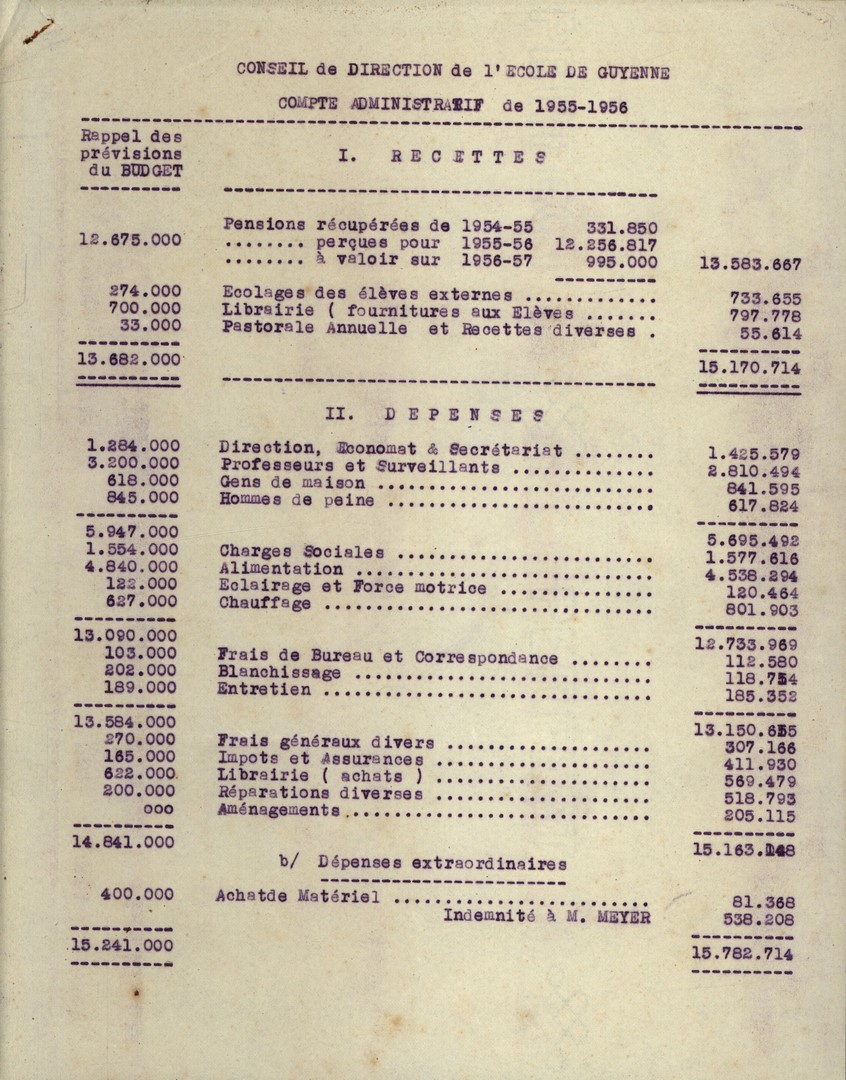 CONSEIL de DIRECTION de l'ECOLE DE GUYENNE
COMPTE ADMINISTRATIF de 1955-1956
Rappel des
prévisions
du BUDGET
I. RECETTES
Pensions récupérées de 1954-55 331.850
12.675.000 ........ perçues pour 1955-56 12.256.817
........ à valoir sur 1956-57 995.000 13.583.667
274.000 Ecolages des élèves externes ............. 733.655
700.000 Librairie ( fournitures aux Elèves ....... 797.778
33.000 Pastorale Annuelle et Recettes diverses . 55.614
13.682.000 15.170.714
II. DEPENSES
1.284.000 Direction, Economat & Secrétariat ........ 1.425.579
3.200.000 Professeurs et Surveillants .............. 2.810.494
618.000 Gens de maison ........................... 841.595
845.000 Hommes de peine .......................... 617.824
5.947.000 5.695.492
1.554.000 Charges Sociales ......................... 1.577.616
4.840.000 Alimentation ............................. 4.538.294
122.000 Eclairage et Force motrice ............... 120.464
627.000 Chauffage ................................ 801.903
13.090.000 12.733.969
103.000 Frais de Bureau et Correspondance ........ 112.580
202.000 Blanchissage ............................. 118.754
189.000 Entretien ................................ 185.352
13.584.000 13.150.655
270.000 Frais généraux divers .................... 307.166
165.000 Impots et Assurances ..................... 411.930
622.000 Librairie ( achats ) ..................... 569.479
200.000 Réparations diverses ..................... 518.793
000 Aménagements .............................. 205.115
14.841.000 15.163.148
b/ Dépenses extraordinaires
400.000 Achatde Matériel ......................... 81.368
Indemnité à M. MEYER 538.208
15.241.000 15.782.714